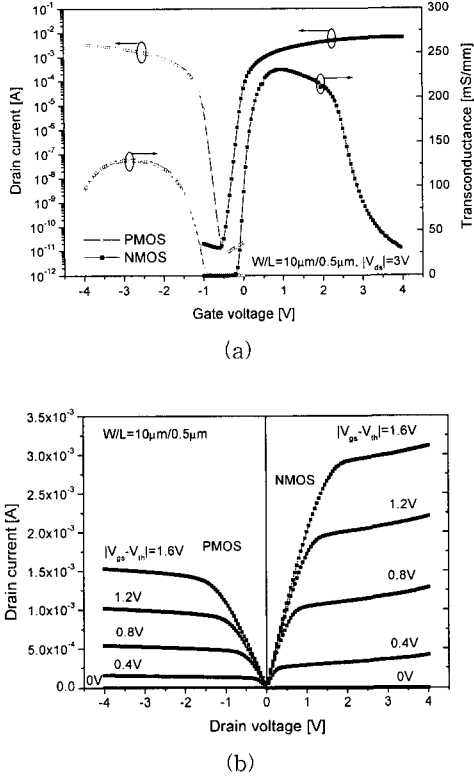 Drain current [A]
10⁻¹
10⁻²
10⁻³
10⁻⁴
10⁻⁵
10⁻⁶
10⁻⁷
10⁻⁸
10⁻⁹
10⁻¹⁰
10⁻¹¹
10⁻¹²
300
250
200
150
100
50
0
Transconductance [mS/mm]
PMOS
NMOS
W/L=10μm/0.5μm, |Vds|=3V
-4 -3 -2 -1 0 1 2 3 4
Gate voltage [V]
(a)
Drain current [A]
3.5x10⁻³
3.0x10⁻³
2.5x10⁻³
2.0x10⁻³
1.5x10⁻³
1.0x10⁻³
5.0x10⁻⁴
0.0
W/L=10μm/0.5μm
PMOS
|Vgs-Vth|=1.6V
1.2V
0.8V
0.4V
0V
|Vgs-Vth|=1.6V
NMOS
1.2V
0.8V
0.4V
0V
-4 -3 -2 -1 0 1 2 3 4
Drain voltage [V]
(b)